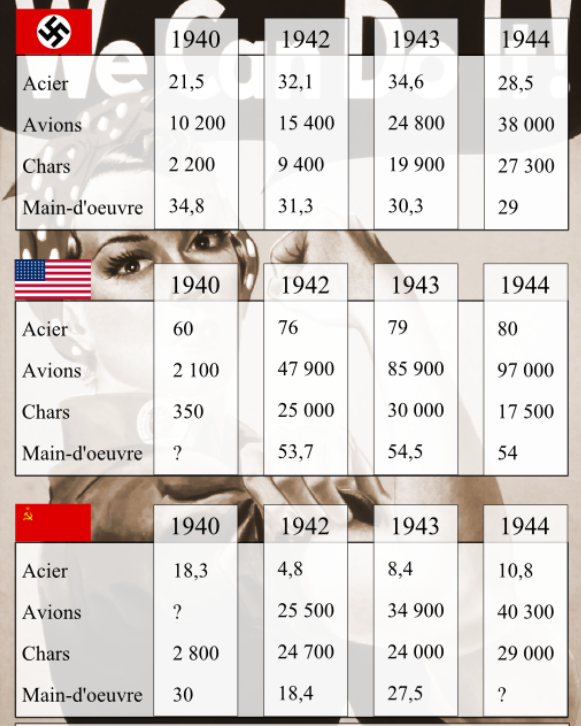 We Can Do It!
1940 1942 1943 1944
Acier 21,5 32,1 34,6 28,5
Avions 10 200 15 400 24 800 38 000
Chars 2 200 9 400 19 900 27 300
Main-d'oeuvre 34,8 31,3 30,3 29
1940 1942 1943 1944
Acier 60 76 79 80
Avions 2 100 47 900 85 900 97 000
Chars 350 25 000 30 000 17 500
Main-d'oeuvre ? 53,7 54,5 54
1940 1942 1943 1944
Acier 18,3 4,8 8,4 10,8
Avions ? 25 500 34 900 40 300
Chars 2 800 24 700 24 000 29 000
Main-d'oeuvre 30 18,4 27,5 ?